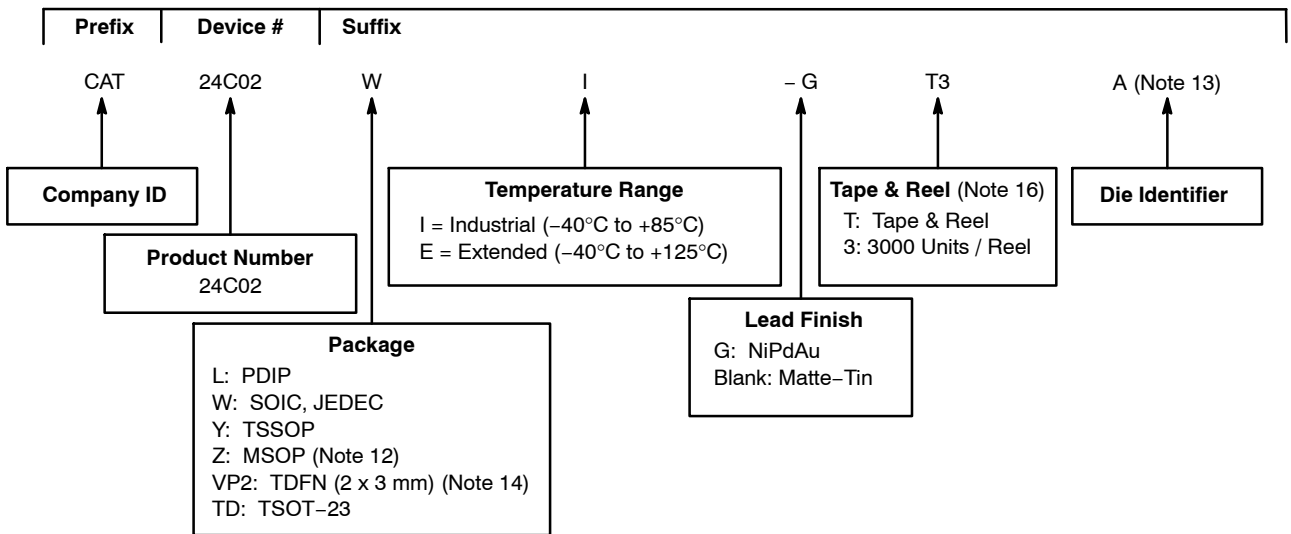 Prefix Device # Suffix
CAT 24C02 W I – G T3 A (Note 13)
Company ID
Product Number
24C02
Package
L: PDIP
W: SOIC, JEDEC
Y: TSSOP
Z: MSOP (Note 12)
VP2: TDFN (2 x 3 mm) (Note 14)
TD: TSOT−23
Temperature Range
I = Industrial (−40°C to +85°C)
E = Extended (−40°C to +125°C)
Lead Finish
G: NiPdAu
Blank: Matte−Tin
Tape & Reel (Note 16)
T: Tape & Reel
3: 3000 Units / Reel
Die Identifier